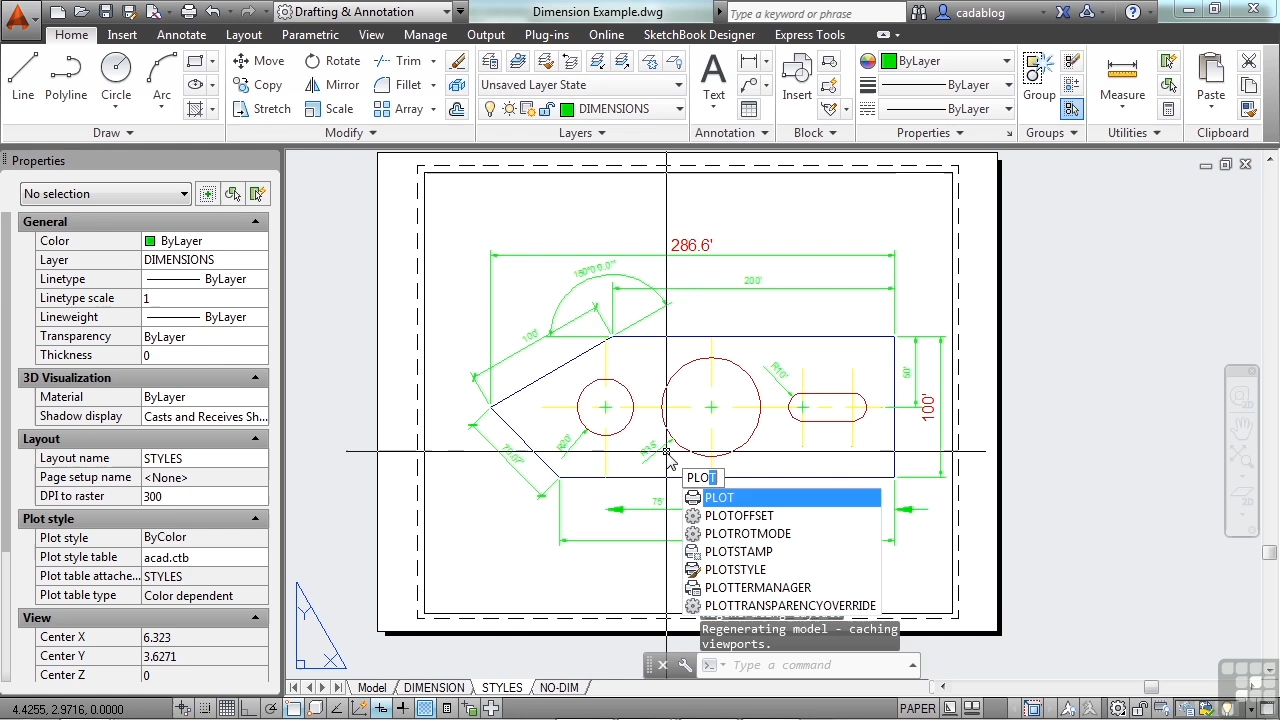 Drafting & Annotation
Dimension Example.dwg
Type a keyword or phrase
cadablog
Home Insert Annotate Layout Parametric View Manage Output Plug-ins Online SketchBook Designer Express Tools
Line Polyline Circle Arc
Move Rotate Trim
Copy Mirror Fillet
Stretch Scale Array
Unsaved Layer State
DIMENSIONS
Text
Insert
ByLayer
ByLayer
ByLayer
Group
Measure
Paste
Draw Modify Layers Annotation Block Properties Groups Utilities Clipboard
Properties
No selection
General
Color ByLayer
Layer DIMENSIONS
Linetype ByLayer
Linetype scale 1
Lineweight ByLayer
Transparency ByLayer
Thickness 0
3D Visualization
Material ByLayer
Shadow display Casts and Receives Sh...
Layout
Layout name STYLES
Page setup name <None>
DPI to raster 300
Plot style
Plot style ByColor
Plot style table acad.ctb
Plot table attache... STYLES
Plot table type Color dependent
View
Center X 6.323
Center Y 3.6271
Center Z 0
286.6'
200'
100'
R10'
60'
100'
R20'
75'
Y
X
PLOT
PLOT
PLOTOFFSET
PLOTROTMODE
PLOTSTAMP
PLOTSTYLE
PLOTTERMANAGER
PLOTTRANSPARENCYOVERRIDE
Regenerating model - caching
viewports.
Type a command
Model DIMENSION STYLES NO-DIM
4.4255, 2.9716, 0.0000
PAPER